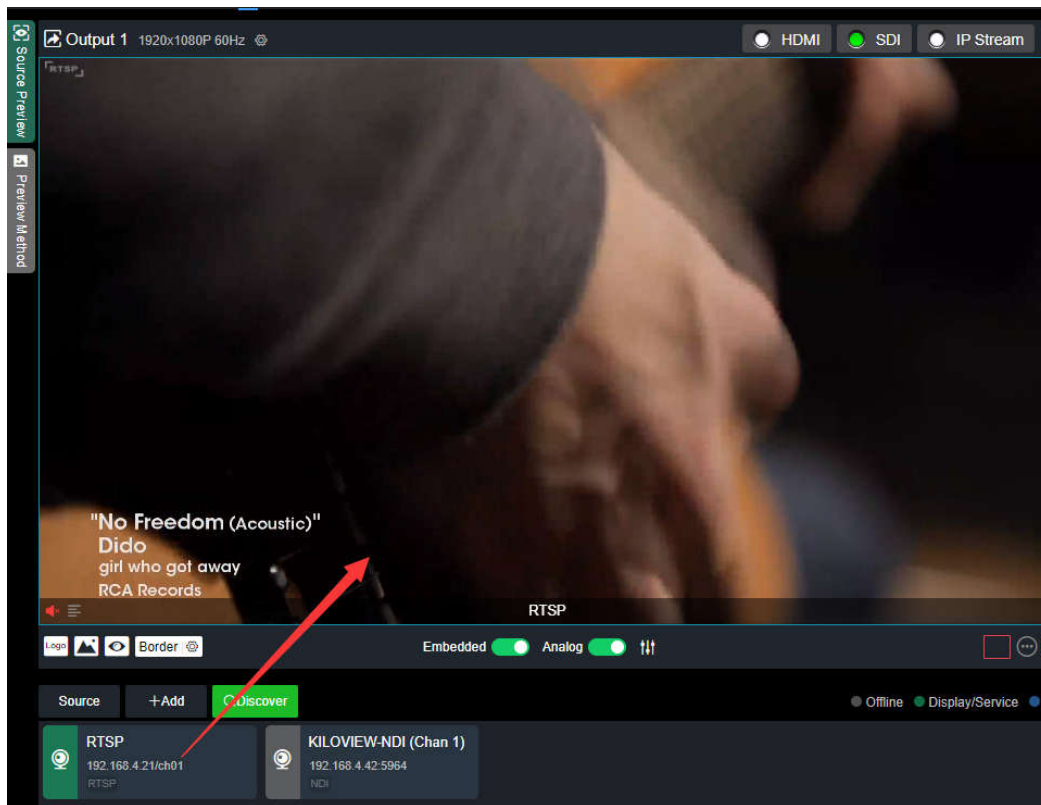 Source Preview
Preview Method
Output 1 1920x1080P 60Hz
HDMI SDI IP Stream
RTSP
"No Freedom (Acoustic)"
Dido
girl who got away
RCA Records
RTSP
Logo Border Embedded Analog
Source +Add Discover
Offline Display/Service
RTSP
192.168.4.21/ch01
RTSP
KILOVIEW-NDI (Chan 1)
192.168.4.42:5964
NDI